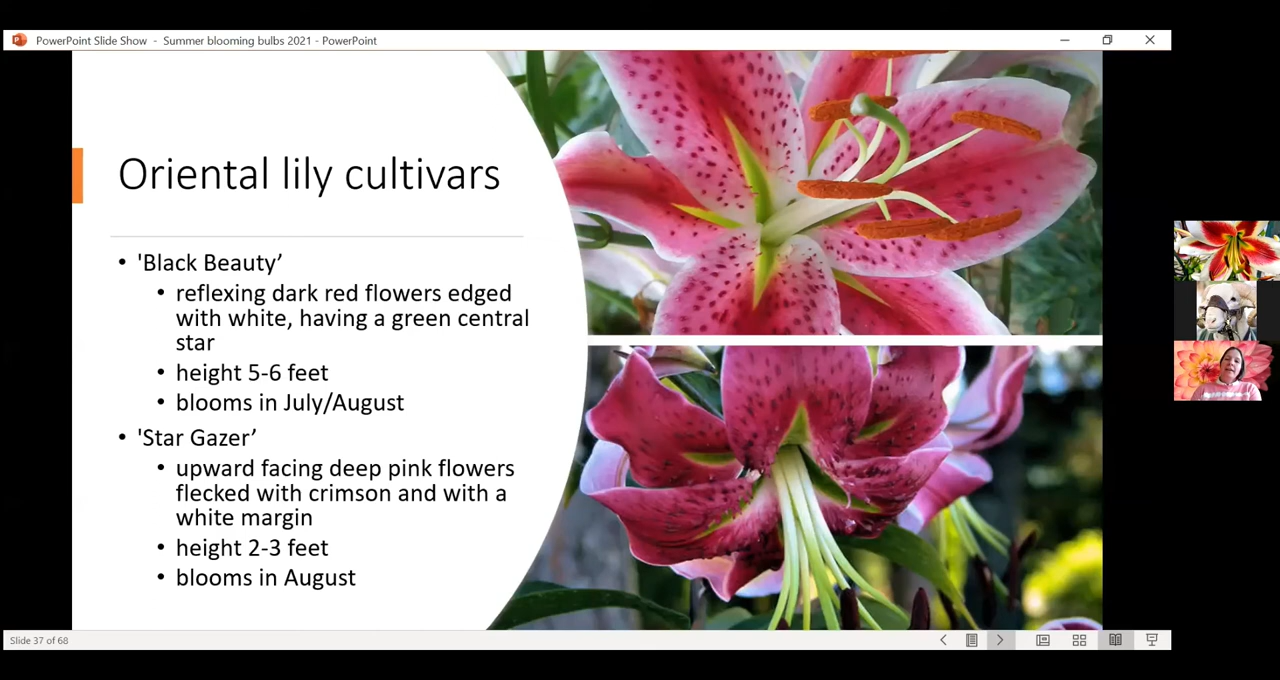 PowerPoint Slide Show - Summer blooming bulbs 2021 - PowerPoint
Oriental lily cultivars
• 'Black Beauty’
• reflexing dark red flowers edged
with white, having a green central
star
• height 5-6 feet
• blooms in July/August
• 'Star Gazer’
• upward facing deep pink flowers
flecked with crimson and with a
white margin
• height 2-3 feet
• blooms in August
Slide 37 of 68